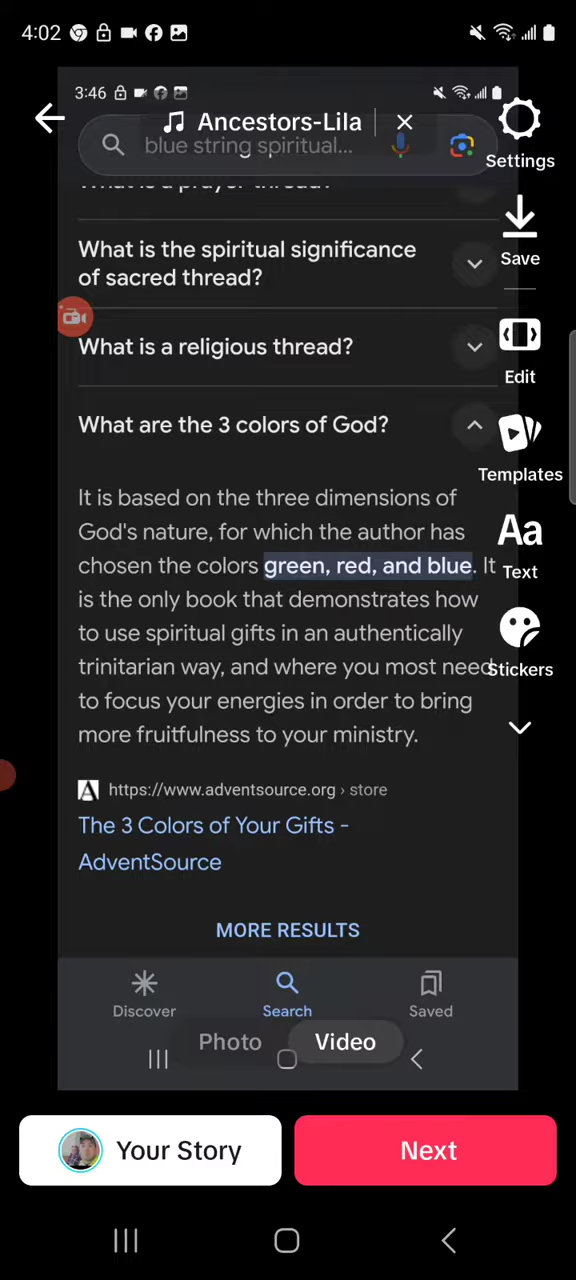 4:02
3:46
Ancestors-Lila
blue string spiritual...
Settings
What is a prayer thread?
Save
What is the spiritual significance
of sacred thread?
What is a religious thread?
Edit
What are the 3 colors of God?
Templates
It is based on the three dimensions of
God's nature, for which the author has
chosen the colors green, red, and blue. It
is the only book that demonstrates how
to use spiritual gifts in an authentically
trinitarian way, and where you most need
to focus your energies in order to bring
more fruitfulness to your ministry.
Aa
Text
Stickers
https://www.adventsource.org › store
The 3 Colors of Your Gifts -
AdventSource
MORE RESULTS
Discover
Search
Saved
Photo
Video
Your Story
Next